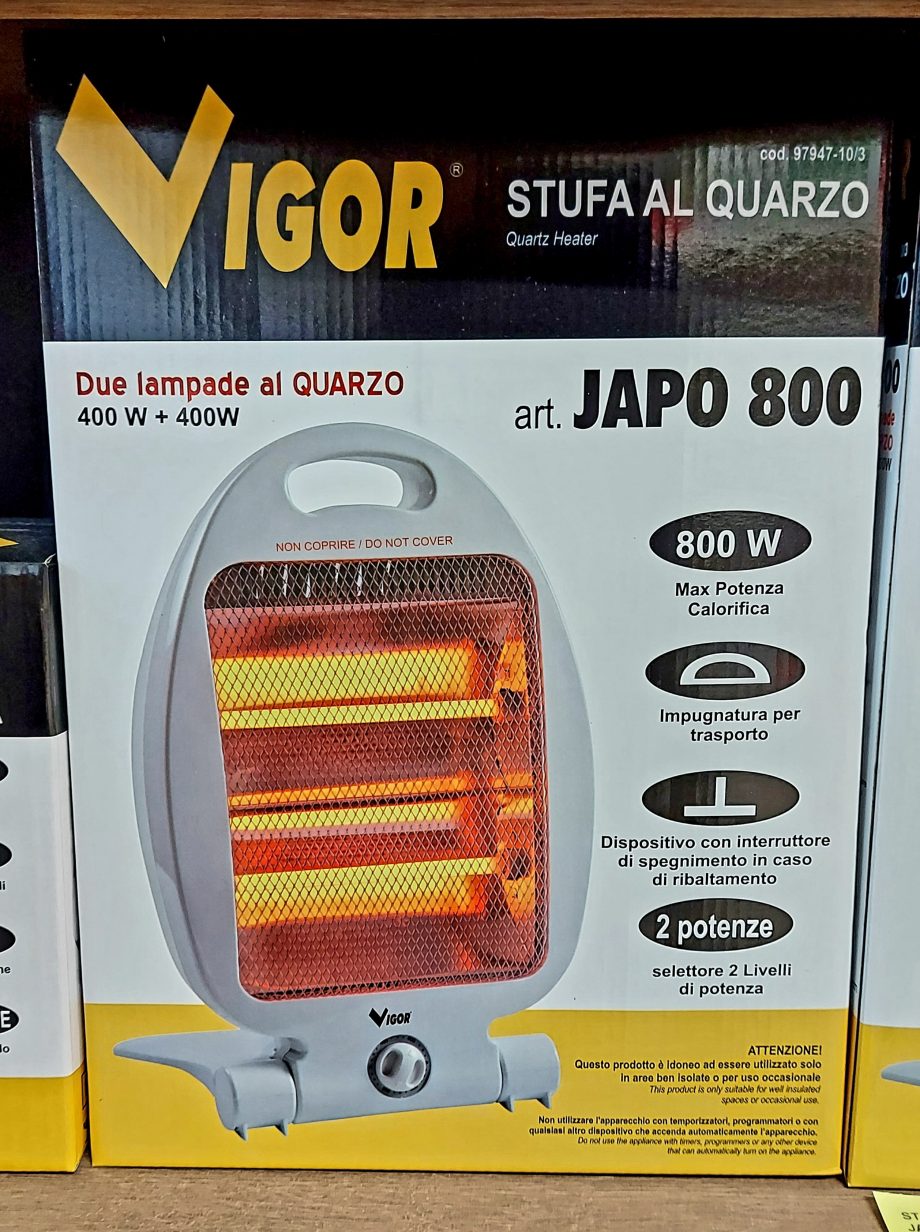 VIGOR®
cod. 97947-10/3
STUFA AL QUARZO
Quartz Heater
Due lampade al QUARZO
400 W + 400W
art. JAPO 800
NON COPRIRE / DO NOT COVER
800 W
Max Potenza
Calorifica
Impugnatura per
trasporto
Dispositivo con interruttore
di spegnimento in caso
di ribaltamento
2 potenze
selettore 2 Livelli
di potenza
VIGOR
ATTENZIONE!
Questo prodotto è idoneo ad essere utilizzato solo
in aree ben isolate o per uso occasionale
This product is only suitable for well insulated
spaces or occasional use.
Non utilizzare l'apparecchio con temporizzatori, programmatori o con
qualsiasi altro dispositivo che accenda automaticamente l'apparecchio.
Do not use the appliance with timers, programmers or any other device
that can automatically turn on the appliance.